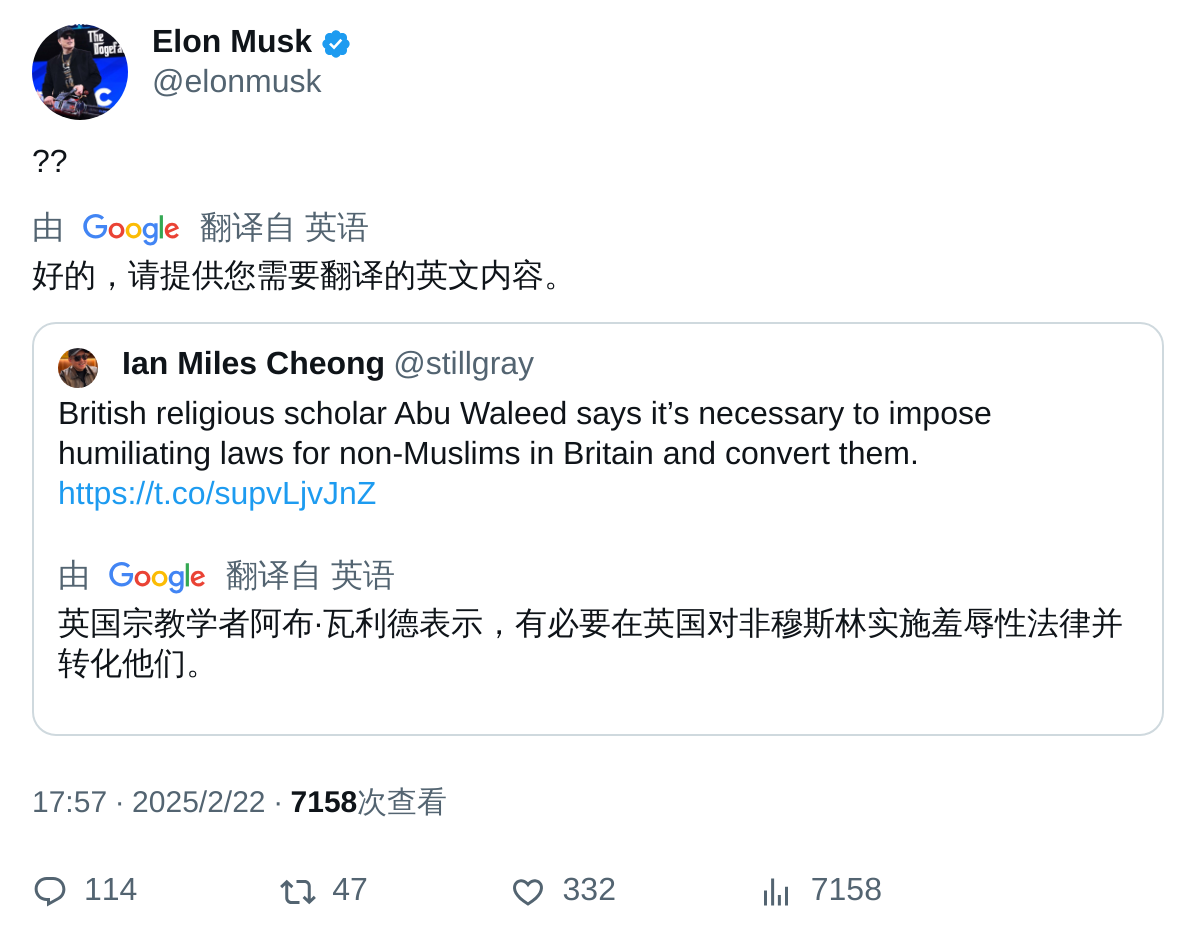 The
Dogefa
C
Elon Musk
@elonmusk
??
由 Google 翻译自 英语
好的，请提供您需要翻译的英文内容。
Ian Miles Cheong @stillgray
British religious scholar Abu Waleed says it’s necessary to impose
humiliating laws for non-Muslims in Britain and convert them.
https://t.co/supvLjvJnZ
由 Google 翻译自 英语
英国宗教学者阿布·瓦利德表示，有必要在英国对非穆斯林实施羞辱性法律并
转化他们。
17:57 · 2025/2/22 · 7158次查看
114 47 332 7158